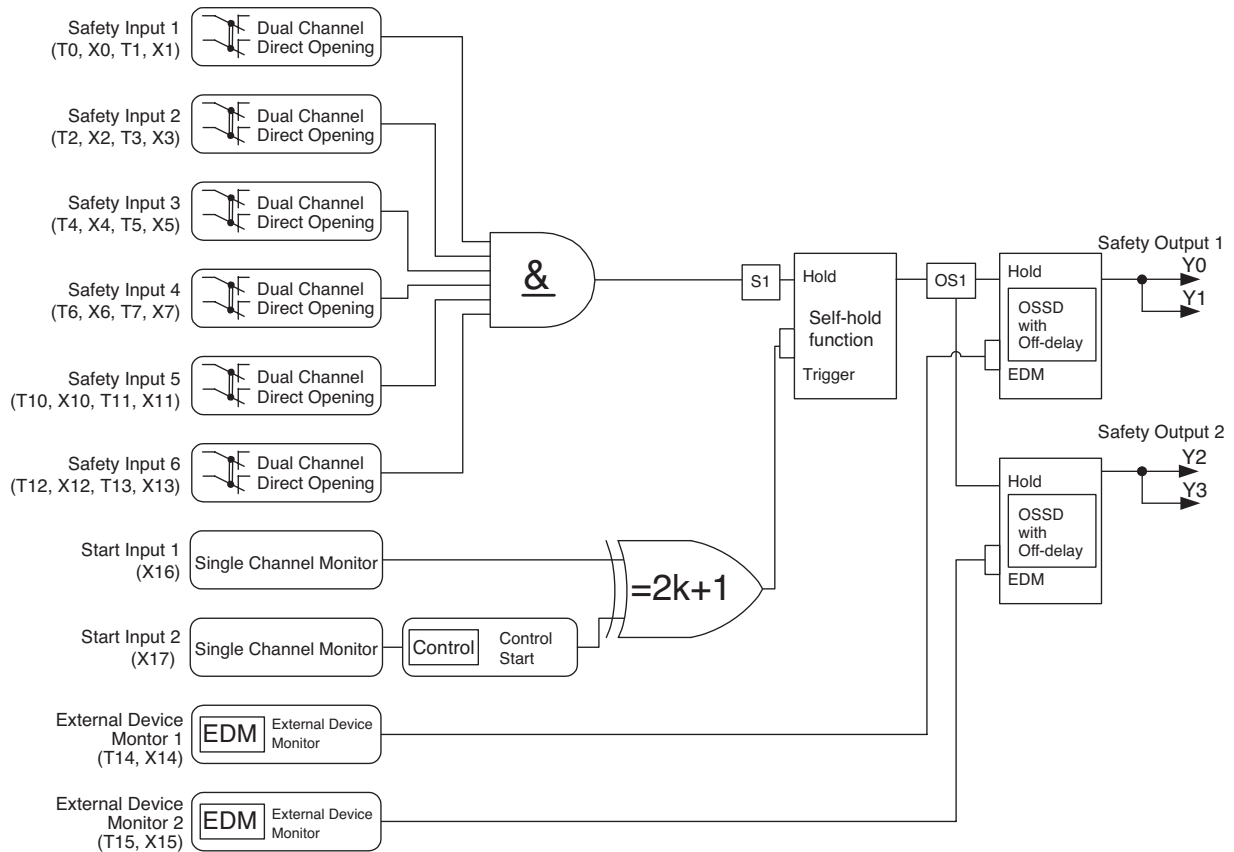 Safety Input 1
(T0, X0, T1, X1)
Dual Channel
Direct Opening
Safety Input 2
(T2, X2, T3, X3)
Dual Channel
Direct Opening
Safety Input 3
(T4, X4, T5, X5)
Dual Channel
Direct Opening
Safety Input 4
(T6, X6, T7, X7)
Dual Channel
Direct Opening
Safety Input 5
(T10, X10, T11, X11)
Dual Channel
Direct Opening
Safety Input 6
(T12, X12, T13, X13)
Dual Channel
Direct Opening
&
S1
Hold
Self-hold
function
Trigger
OS1
Safety Output 1
Hold
OSSD
with
Off-delay
EDM
Y0
Y1
Safety Output 2
Hold
OSSD
with
Off-delay
EDM
Y2
Y3
Start Input 1
(X16)
Single Channel Monitor
=2k+1
Start Input 2
(X17)
Single Channel Monitor
Control
Control
Start
External Device
Montor 1
(T14, X14)
EDM
External Device
Monitor
External Device
Monitor 2
(T15, X15)
EDM
External Device
Monitor